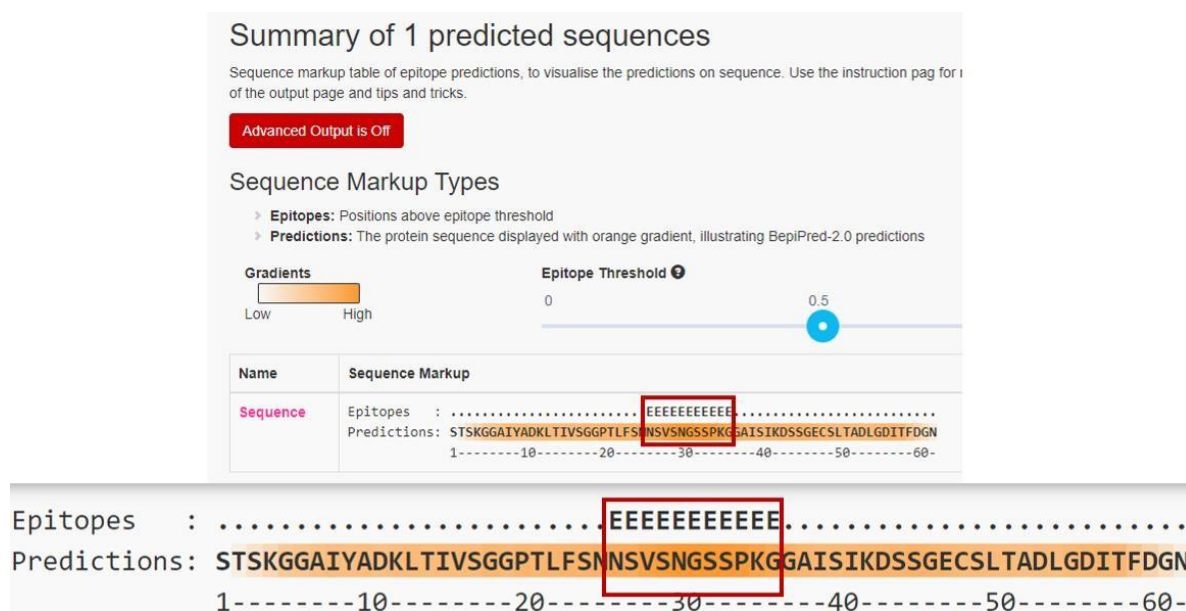 Summary of 1 predicted sequences
Sequence markup table of epitope predictions, to visualise the predictions on sequence. Use the instruction pag for
of the output page and tips and tricks.
Advanced Output is Off
Sequence Markup Types
Epitopes: Positions above epitope threshold
Predictions: The protein sequence displayed with orange gradient, illustrating BepiPred-2.0 predictions
Gradients Epitope Threshold ?
0 0.5
Low High
Name Sequence Markup
Sequence Epitopes : .........................EEEEEEEEEEE..........................
Predictions: STSKGGAIYADKLTIVSGGPTLFSNNSVSNGSSPKGGAISIKDSSGECSLTADLGDITFDGN
1--------10--------20--------30--------40--------50--------60-
Epitopes : .........................EEEEEEEEEEE..........................
Predictions: STSKGGAIYADKLTIVSGGPTLFSNNSVSNGSSPKGGAISIKDSSGECSLTADLGDITFDGN
1--------10--------20--------30--------40--------50--------60-